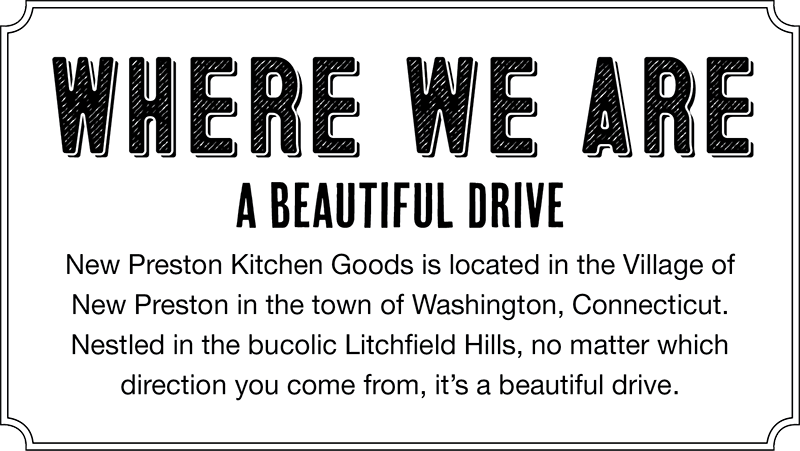 WHERE WE ARE
A BEAUTIFUL DRIVE
New Preston Kitchen Goods is located in the Village of
New Preston in the town of Washington, Connecticut.
Nestled in the bucolic Litchfield Hills, no matter which
direction you come from, it’s a beautiful drive.